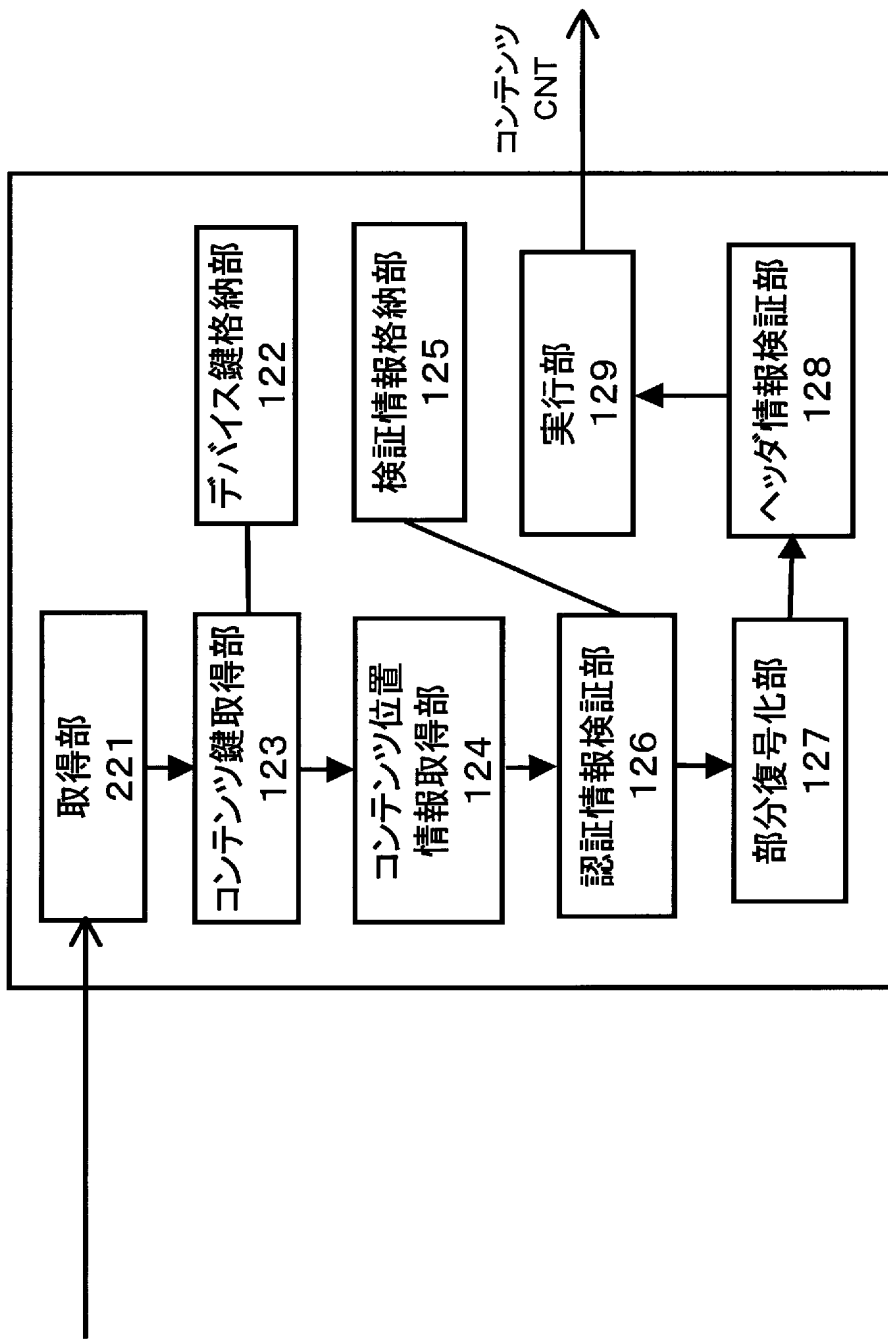 取得部
221
コンテンツ鍵取得部
123
デバイス鍵格納部
122
コンテンツ位置
情報取得部
124
検証情報格納部
125
認証情報検証部
126
実行部
129
部分復号化部
127
ヘッダ情報検証部
128
コンテンツ
CNT